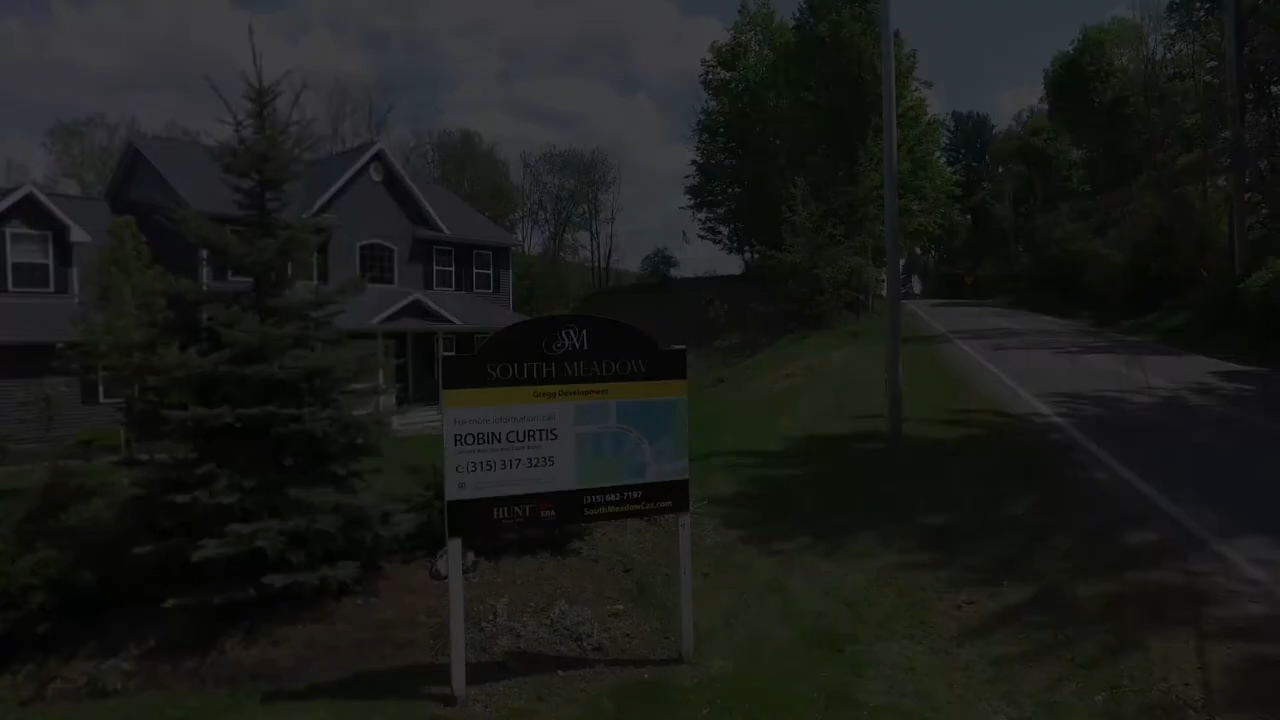 SM
SOUTH MEADOW
Gregg Development
For more information, call
ROBIN CURTIS
C: (315) 317-3235
HUNT
ERA
(315) 682-7197
SouthMeadowCaz.com